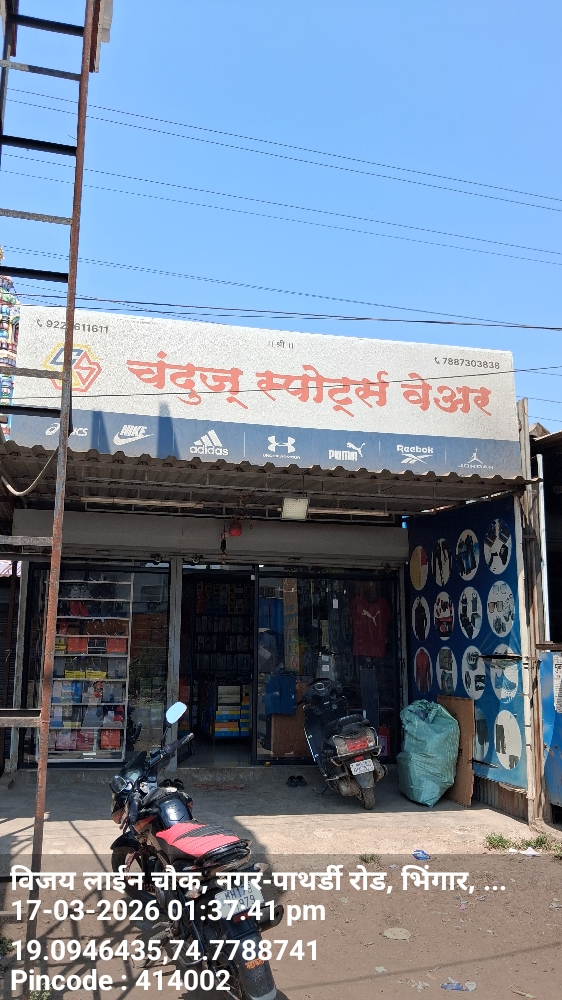 ॥ श्री ॥
7887303838
चंदुज् स्पोर्ट्स वेअर
asics
NIKE
adidas
UNDER ARMOUR
PUMA
Reebok
JORDAN
विजय लाईन चौक, नगर-पाथर्डी रोड, भिंगार, ...
17-03-2026 01:37:41 pm
19.0946435,74.7788741
Pincode : 414002